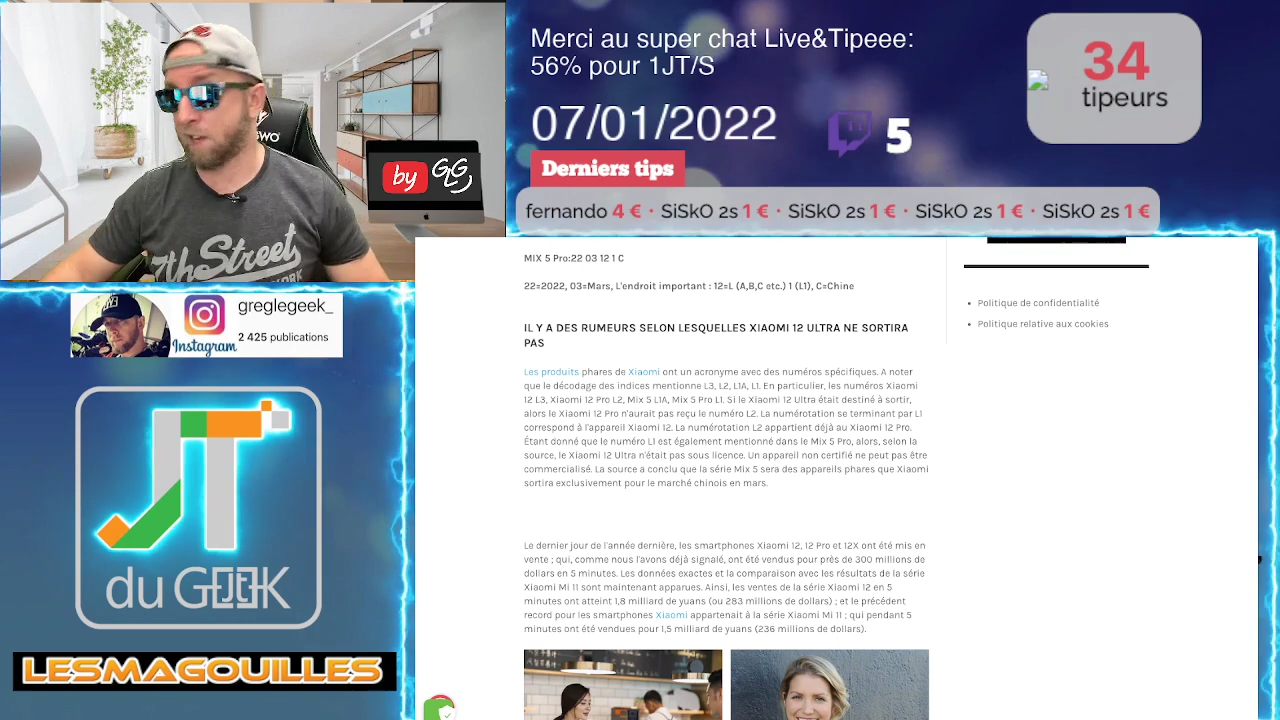 Merci au super chat Live&Tipeee:
56% pour 1JT/S
34
tipeurs
07/01/2022
5
Derniers tips
fernando 4 € · SiSkO 2s 1 € · SiSkO 2s 1 € · SiSkO 2s 1 € · SiSkO 2s 1 €
by GLG
7th Street
greglegeek_
Instagram
2 425 publications
JT
du GEEK
LESMAGOUILLES
MIX 5 Pro:22 03 12 1 C
22=2022, 03=Mars, L'endroit important : 12=L (A,B,C etc.) 1 (L1), C=Chine
IL Y A DES RUMEURS SELON LESQUELLES XIAOMI 12 ULTRA NE SORTIRA
PAS
Les produits phares de Xiaomi ont un acronyme avec des numéros spécifiques. A noter
que le décodage des indices mentionne L3, L2, L1A, L1. En particulier, les numéros Xiaomi
12 L3, Xiaomi 12 Pro L2, Mix 5 L1A, Mix 5 Pro L1. Si le Xiaomi 12 Ultra était destiné à sortir,
alors le Xiaomi 12 Pro n'aurait pas reçu le numéro L2. La numérotation se terminant par L1
correspond à l'appareil Xiaomi 12. La numérotation L2 appartient déjà au Xiaomi 12 Pro.
Étant donné que le numéro L1 est également mentionné dans le Mix 5 Pro, alors, selon la
source, le Xiaomi 12 Ultra n'était pas sous licence. Un appareil non certifié ne peut pas être
commercialisé. La source a conclu que la série Mix 5 sera des appareils phares que Xiaomi
sortira exclusivement pour le marché chinois en mars.
Le dernier jour de l'année dernière, les smartphones Xiaomi 12, 12 Pro et 12X ont été mis en
vente ; qui, comme nous l'avons déjà signalé, ont été vendus pour près de 300 millions de
dollars en 5 minutes. Les données exactes et la comparaison avec les résultats de la série
Xiaomi Mi 11 sont maintenant apparues. Ainsi, les ventes de la série Xiaomi 12 en 5
minutes ont atteint 1,8 milliard de yuans (ou 283 millions de dollars) ; et le précédent
record pour les smartphones Xiaomi appartenait à la série Xiaomi Mi 11 ; qui pendant 5
minutes ont été vendues pour 1,5 milliard de yuans (236 millions de dollars).
Politique de confidentialité
Politique relative aux cookies